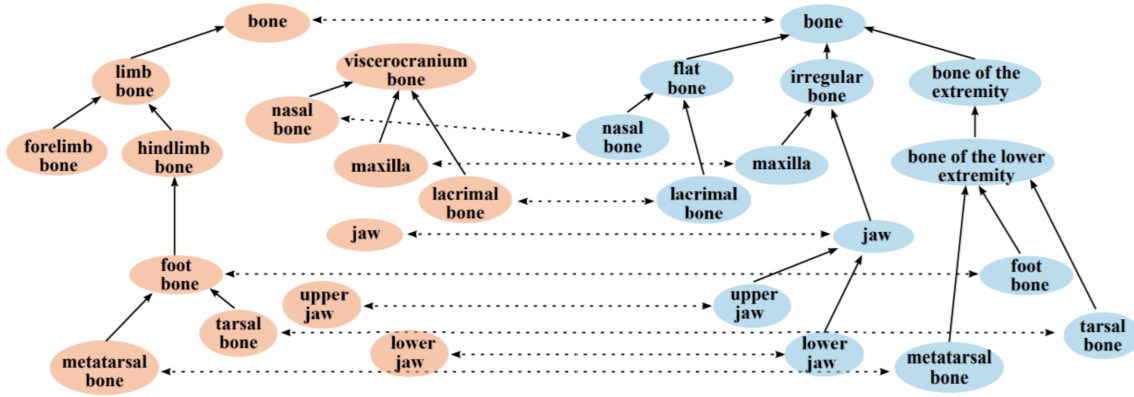 bone
bone
limb
bone
viscerocranium
bone
flat
bone
irregular
bone
bone of the
extremity
nasal
bone
nasal
bone
forelimb
bone
hindlimb
bone
maxilla
maxilla
bone of the lower
extremity
lacrimal
bone
lacrimal
bone
jaw
jaw
foot
bone
foot
bone
upper
jaw
upper
jaw
tarsal
bone
tarsal
bone
lower
jaw
lower
jaw
metatarsal
bone
metatarsal
bone